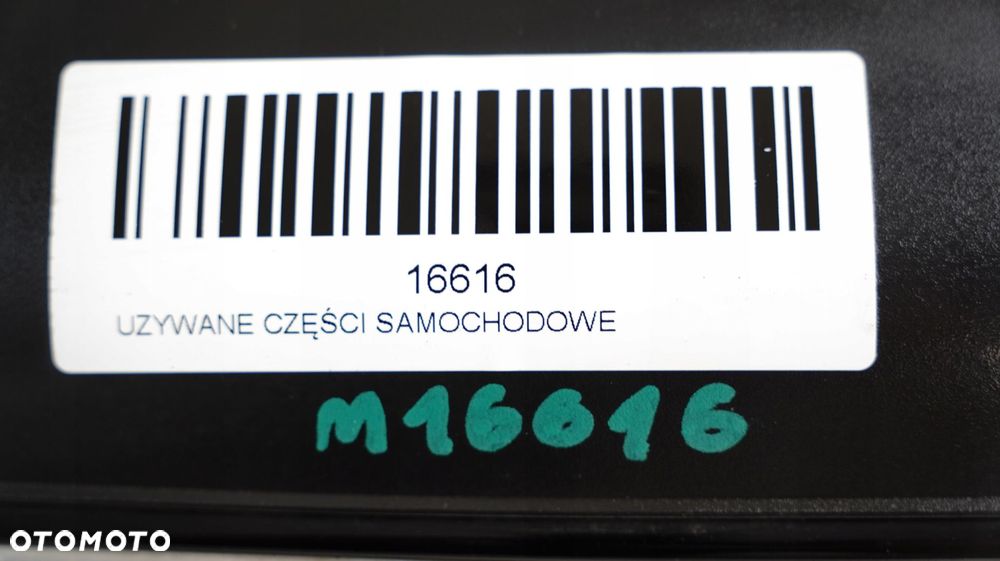 16616
UZYWANE CZĘŚCI SAMOCHODOWE
M16616
OTOMOTO